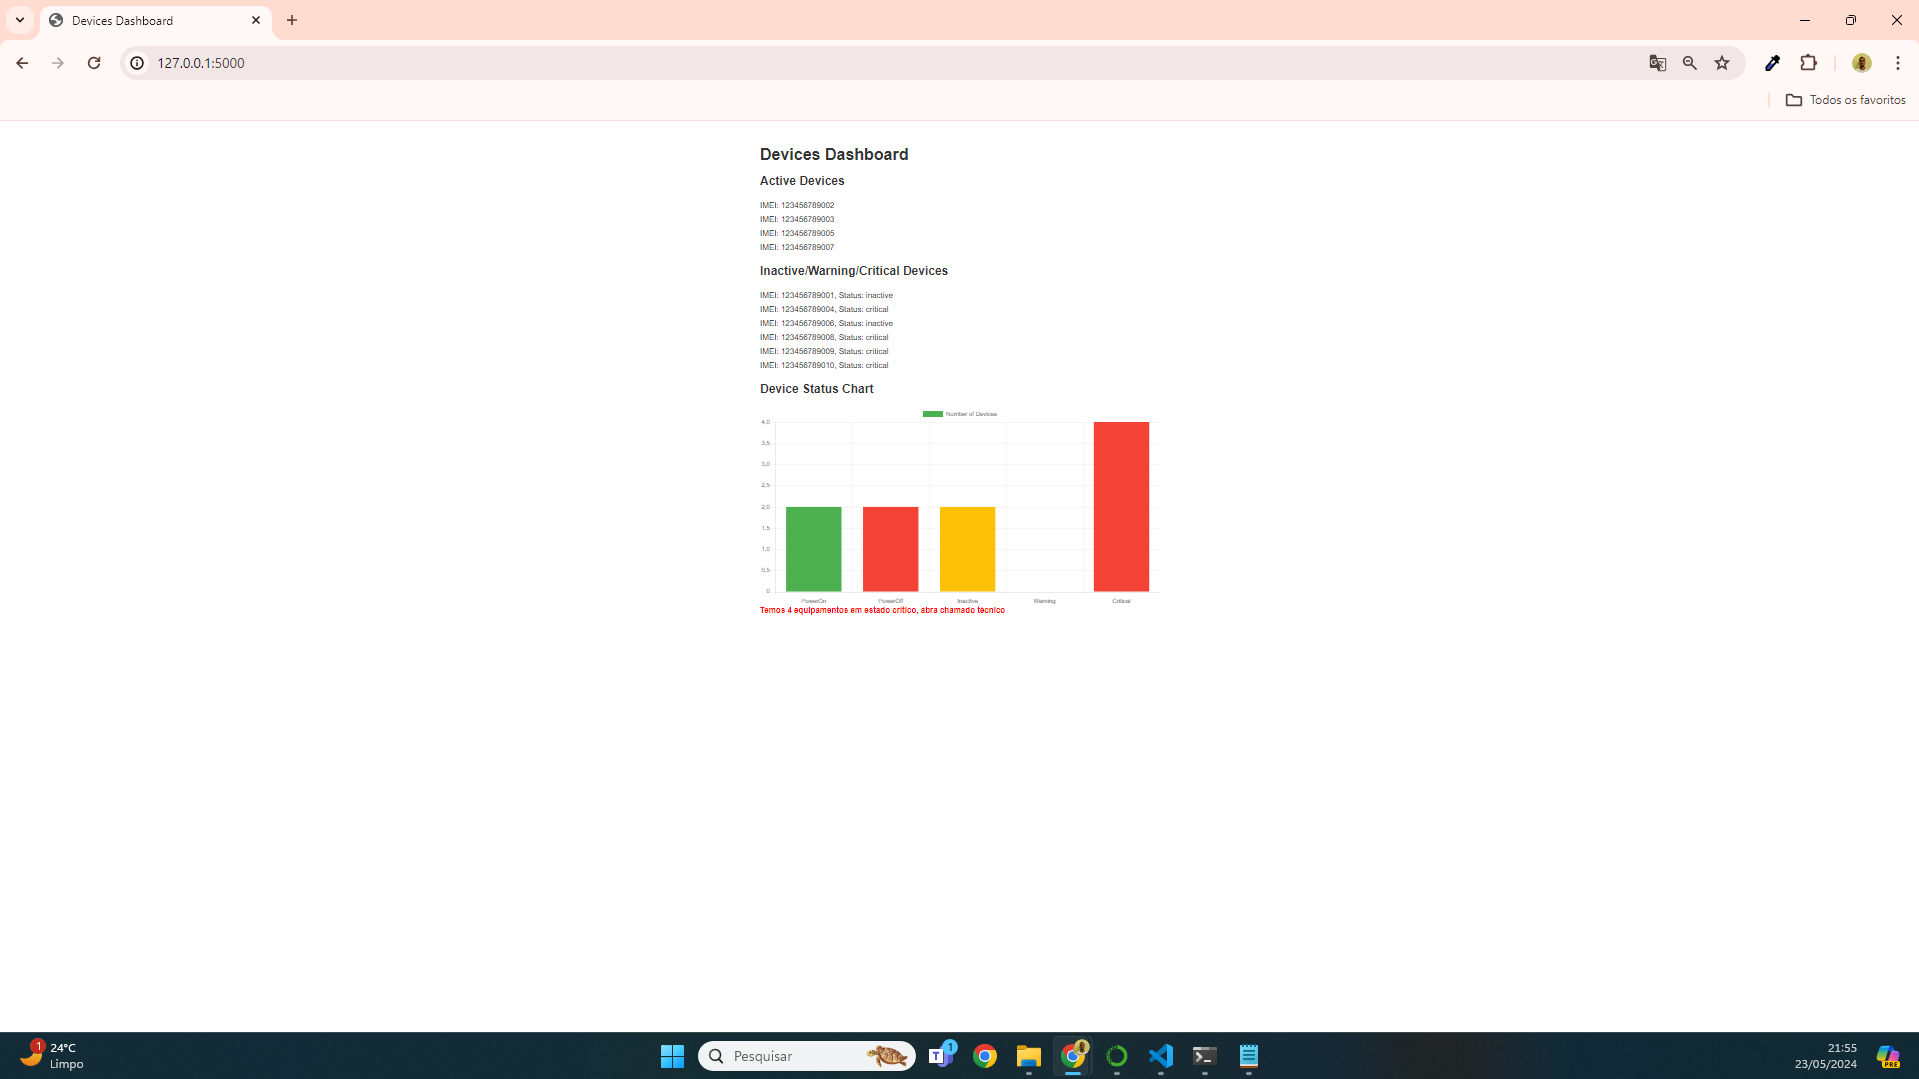 Devices Dashboard
127.0.0.1:5000
Todos os favoritos
Devices Dashboard
Active Devices
IMEI: 123456789002
IMEI: 123456789003
IMEI: 123456789005
IMEI: 123456789007
Inactive/Warning/Critical Devices
IMEI: 123456789001, Status: inactive
IMEI: 123456789004, Status: critical
IMEI: 123456789006, Status: inactive
IMEI: 123456789008, Status: critical
IMEI: 123456789009, Status: critical
IMEI: 123456789010, Status: critical
Device Status Chart
Number of Devices
4,0
3,5
3,0
2,5
2,0
1,5
1,0
0,5
0
PowerOn PowerOff Inactive Warning Critical
Temos 4 equipamentos em estado crítico, abra chamado técnico
1
24°C
Limpo
Pesquisar
1
21:55
23/05/2024
PRE